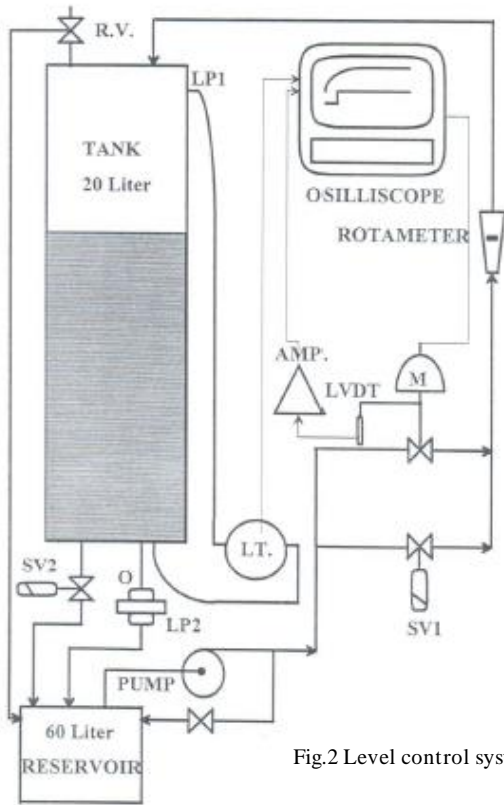 R.V.
LP1
TANK
20 Liter
OSILLISCOPE
ROTAMETER
AMP.
LVDT
M
LT.
SV2
O
LP2
SV1
PUMP
60 Liter
RESERVOIR
Fig.2 Level control sys